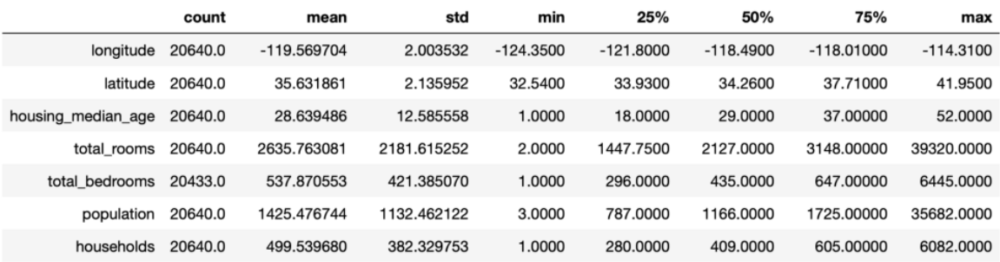 count mean std min 25% 50% 75% max
longitude 20640.0 -119.569704 2.003532 -124.3500 -121.8000 -118.4900 -118.01000 -114.3100
latitude 20640.0 35.631861 2.135952 32.5400 33.9300 34.2600 37.71000 41.9500
housing_median_age 20640.0 28.639486 12.585558 1.0000 18.0000 29.0000 37.00000 52.0000
total_rooms 20640.0 2635.763081 2181.615252 2.0000 1447.7500 2127.0000 3148.00000 39320.0000
total_bedrooms 20433.0 537.870553 421.385070 1.0000 296.0000 435.0000 647.00000 6445.0000
population 20640.0 1425.476744 1132.462122 3.0000 787.0000 1166.0000 1725.00000 35682.0000
households 20640.0 499.539680 382.329753 1.0000 280.0000 409.0000 605.00000 6082.0000